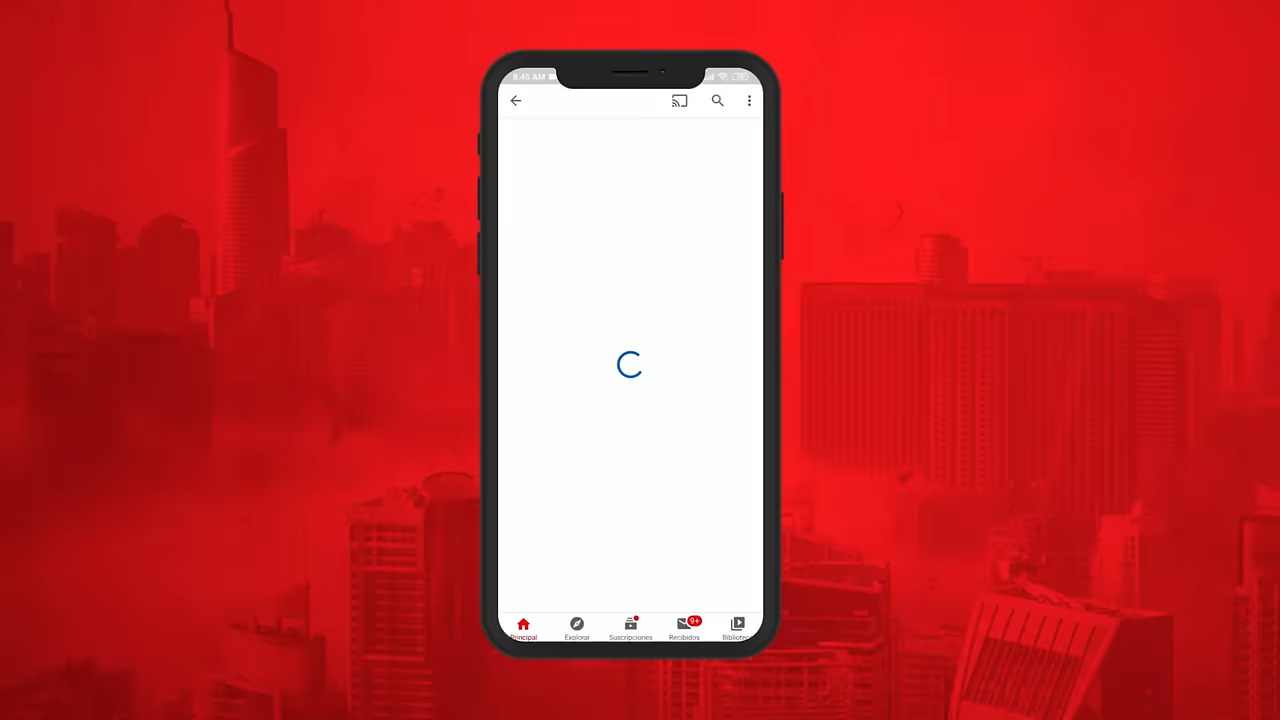 8:45 AM
9+
Principal
Explorar
Suscripciones
Recibidos
Bibliotec